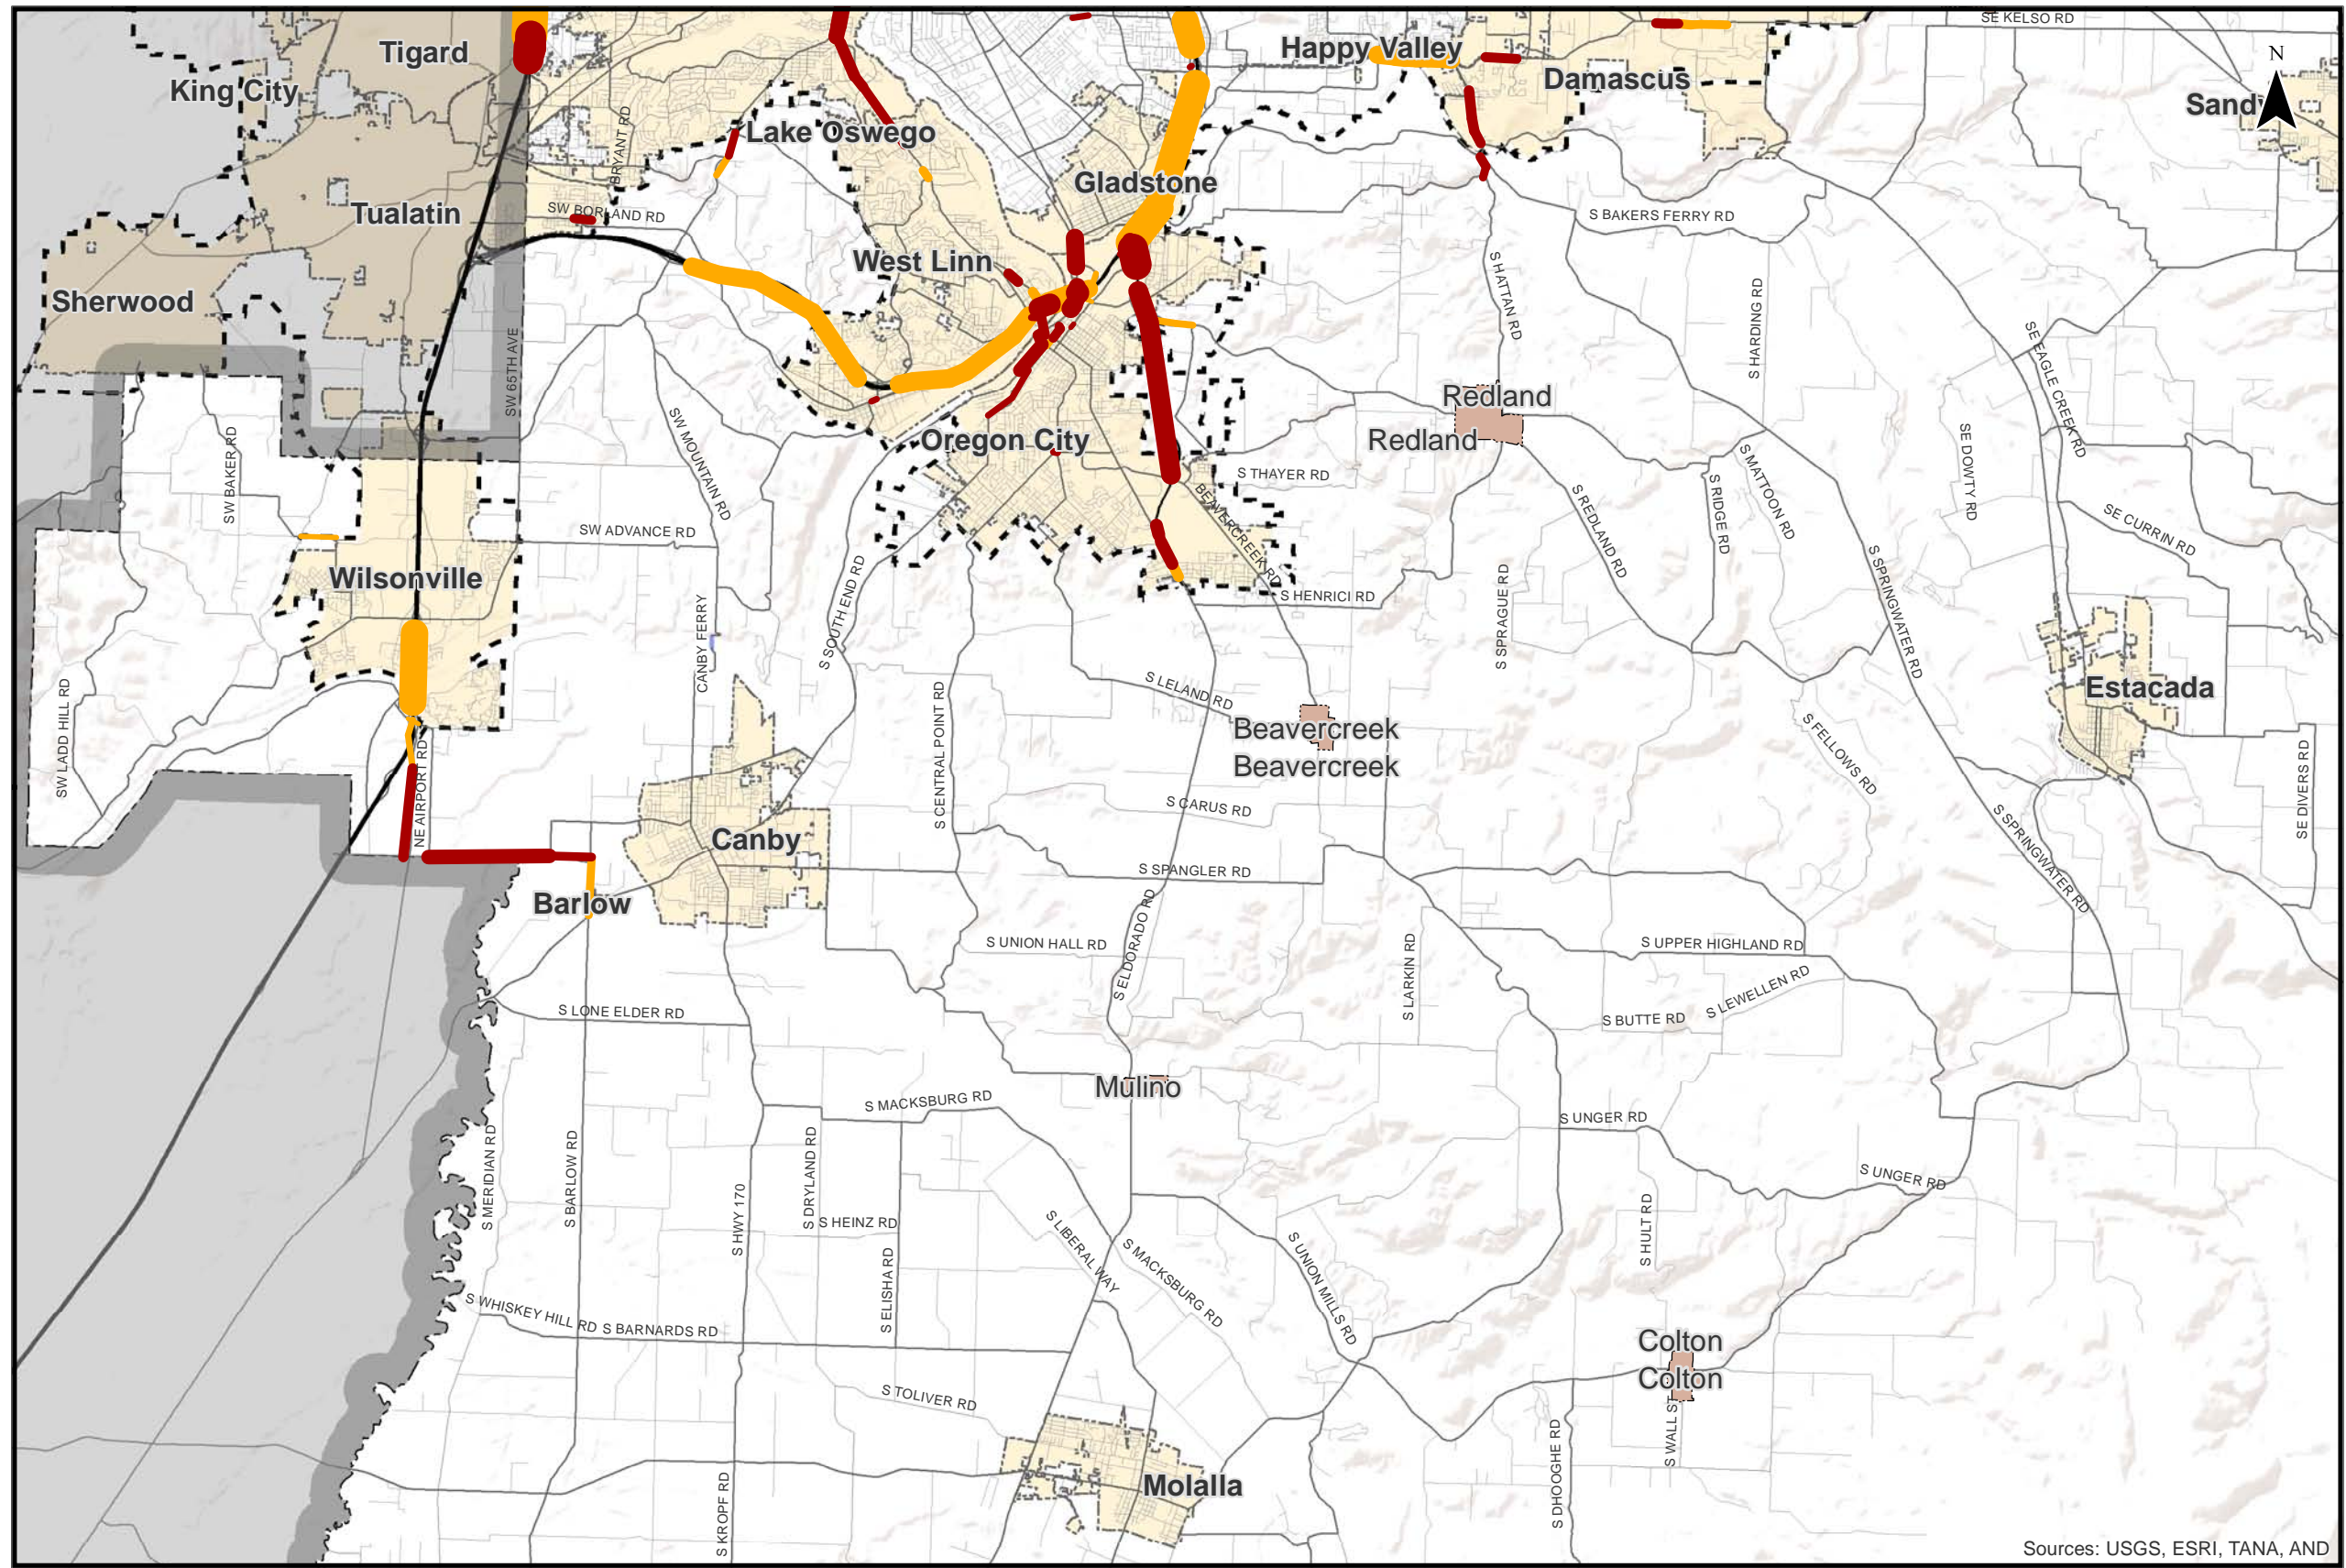 SE KELSO RD
Tigard
Happy Valley
N
King City
Damascus
Sandy
Lake Oswego
BRYANT RD
Gladstone
SW BORLAND RD
Tualatin
S BAKERS FERRY RD
West Linn
S HATTAN RD
Sherwood
S HARDING RD
SE EAGLE CREEK RD
SW 65TH AVE
Redland
Redland
SW MOUNTAIN RD
Oregon City
SW BAKER RD
S THAYER RD
S MATTOON RD
S RIDGE RD
SE DOWTY RD
BEAVERCREEK RD
S REDLAND RD
SE CURRIN RD
SW ADVANCE RD
Wilsonville
S SPRINGWATER RD
S HENRICI RD
S SPRAGUE RD
S SOUTH END RD
CANBY FERRY
Estacada
S LELAND RD
SW LADD HILL RD
S CENTRAL POINT RD
Beavercreek
Beavercreek
S FELLOWS RD
NE AIRPORT RD
SE DIVERS RD
S CARUS RD
Canby
S SPRINGWATER RD
S SPANGLER RD
Barlow
S ELDORADO RD
S UNION HALL RD
S UPPER HIGHLAND RD
S LARKIN RD
S LEWELLEN RD
S LONE ELDER RD
S BUTTE RD
Mulino
S MACKSBURG RD
S UNGER RD
S MERIDIAN RD
S BARLOW RD
S DRYLAND RD
S UNGER RD
S HWY 170
S HEINZ RD
S HULT RD
S LIBERAL WAY
S MACKSBURG RD
S UNION MILLS RD
S ELISHA RD
S WHISKEY HILL RD
S BARNARDS RD
Colton
Colton
S TOLIVER RD
S WALL ST
S DHOOGHE RD
Molalla
S KROPF RD
Sources: USGS, ESRI, TANA, AND